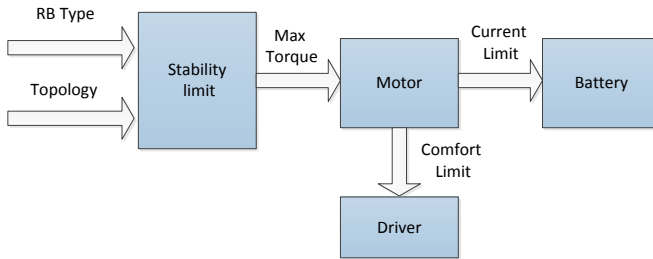 RB Type
Topology
Stability
limit
Max
Torque
Motor
Current
Limit
Battery
Comfort
Limit
Driver